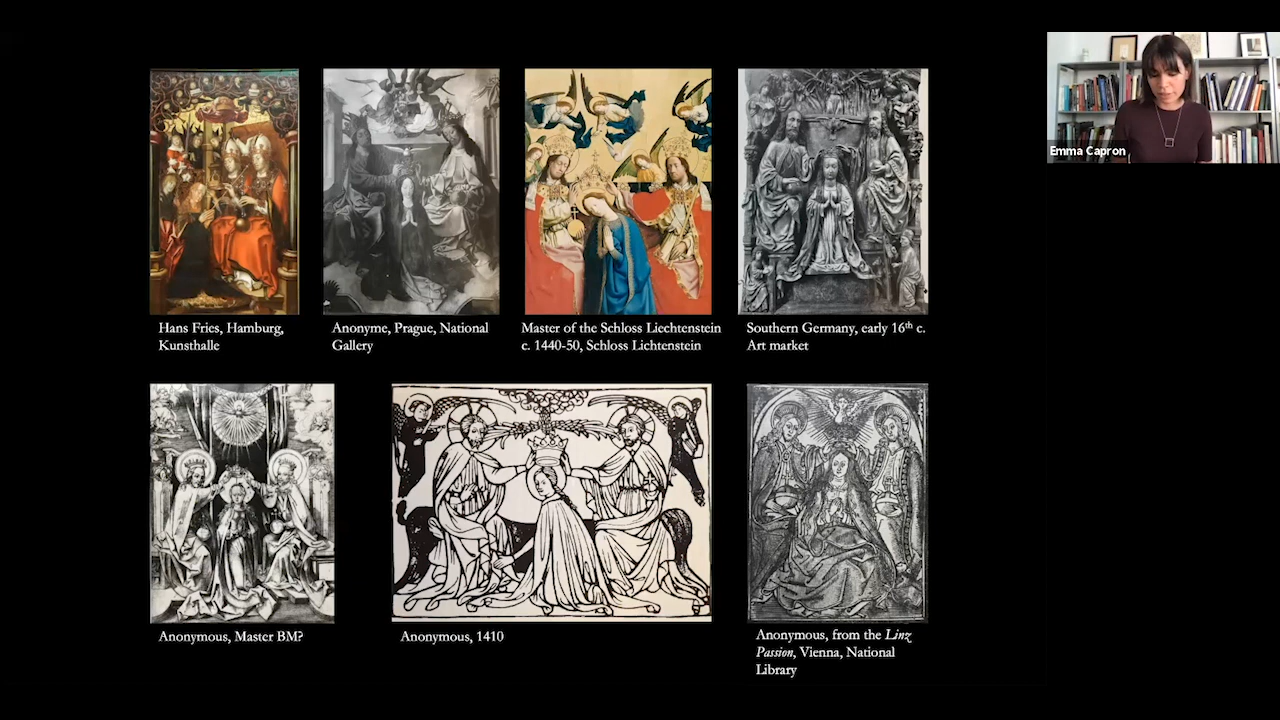 Emma Capron
Hans Fries, Hamburg,
Kunsthalle
Anonyme, Prague, National
Gallery
Master of the Schloss Liechtenstein
c. 1440-50, Schloss Lichtenstein
Southern Germany, early 16th c.
Art market
Anonymous, Master BM?
Anonymous, 1410
Anonymous, from the Linz
Passion, Vienna, National
Library